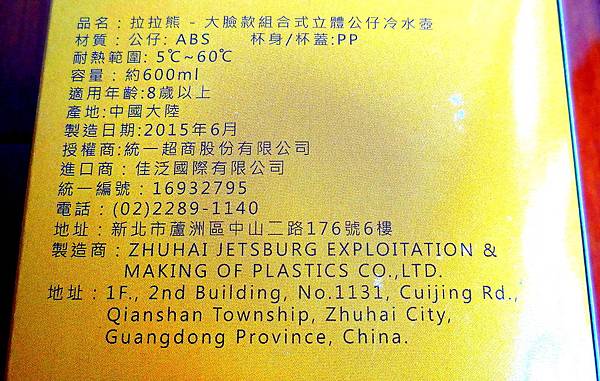 品名：拉拉熊 - 大臉款組合式立體公仔冷水壺
材質：公仔: ABS 杯身/杯蓋:PP
耐熱範圍: 5℃~60℃
容量：約600ml
適用年齡:8歲以上
產地:中國大陸
製造日期:2015年6月
授權商:統一超商股份有限公司
進口商：佳泛國際有限公司
統一編號：16932795
電話：(02)2289-1140
地址：新北市蘆洲區中山二路176號6樓
製造商：ZHUHAI JETSBURG EXPLOITATION &
MAKING OF PLASTICS CO.,LTD.
地址：1F., 2nd Building, No.1131, Cuijing Rd.,
Qianshan Township, Zhuhai City,
Guangdong Province, China.